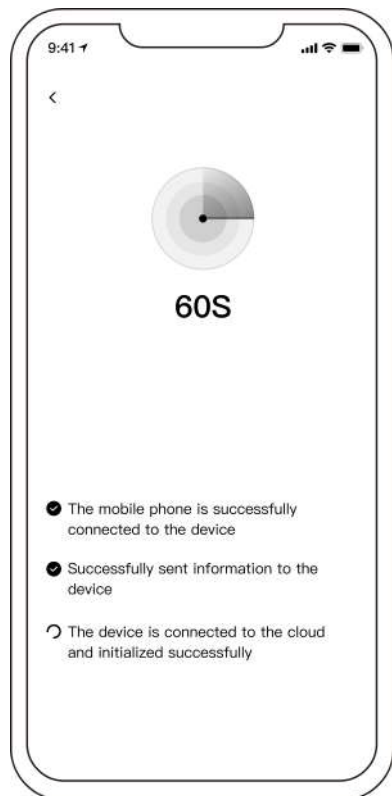 9:41
60S
The mobile phone is successfully
connected to the device
Successfully sent information to the
device
The device is connected to the cloud
and initialized successfully